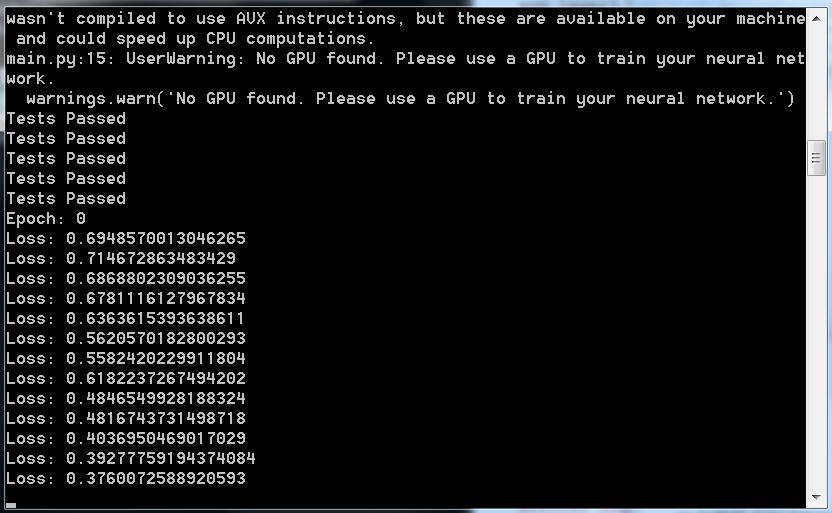 wasn't compiled to use AVX instructions, but these are available on your machine
 and could speed up CPU computations.
main.py:15: UserWarning: No GPU found. Please use a GPU to train your neural net
work.
  warnings.warn('No GPU found. Please use a GPU to train your neural network.')
Tests Passed
Tests Passed
Tests Passed
Tests Passed
Tests Passed
Epoch: 0
Loss: 0.6948570013046265
Loss: 0.714672863483429
Loss: 0.6868802309036255
Loss: 0.6781116127967834
Loss: 0.6363615393638611
Loss: 0.5620570182800293
Loss: 0.5582420229911804
Loss: 0.6182237267494202
Loss: 0.4846549928188324
Loss: 0.4816743731498718
Loss: 0.4036950469017029
Loss: 0.39277759194374084
Loss: 0.3760072588920593